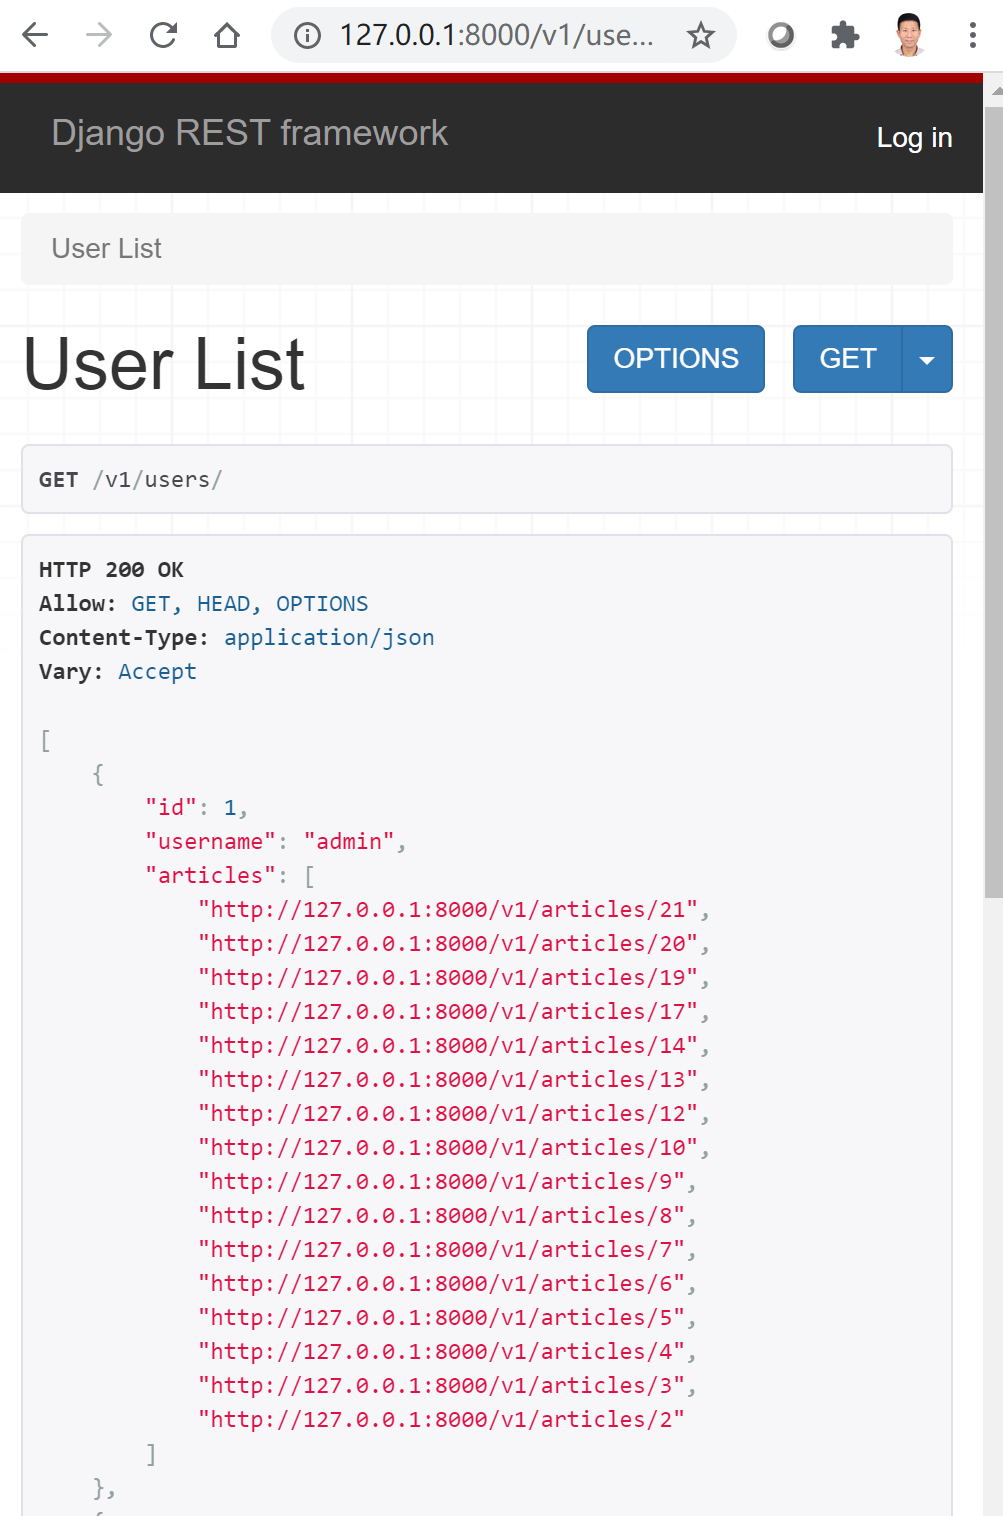 127.0.0.1:8000/v1/use...
Django REST framework
Log in
User List
User List
OPTIONS
GET
GET /v1/users/
HTTP 200 OK
Allow: GET, HEAD, OPTIONS
Content-Type: application/json
Vary: Accept
[
{
"id": 1,
"username": "admin",
"articles": [
"http://127.0.0.1:8000/v1/articles/21",
"http://127.0.0.1:8000/v1/articles/20",
"http://127.0.0.1:8000/v1/articles/19",
"http://127.0.0.1:8000/v1/articles/17",
"http://127.0.0.1:8000/v1/articles/14",
"http://127.0.0.1:8000/v1/articles/13",
"http://127.0.0.1:8000/v1/articles/12",
"http://127.0.0.1:8000/v1/articles/10",
"http://127.0.0.1:8000/v1/articles/9",
"http://127.0.0.1:8000/v1/articles/8",
"http://127.0.0.1:8000/v1/articles/7",
"http://127.0.0.1:8000/v1/articles/6",
"http://127.0.0.1:8000/v1/articles/5",
"http://127.0.0.1:8000/v1/articles/4",
"http://127.0.0.1:8000/v1/articles/3",
"http://127.0.0.1:8000/v1/articles/2"
]
},